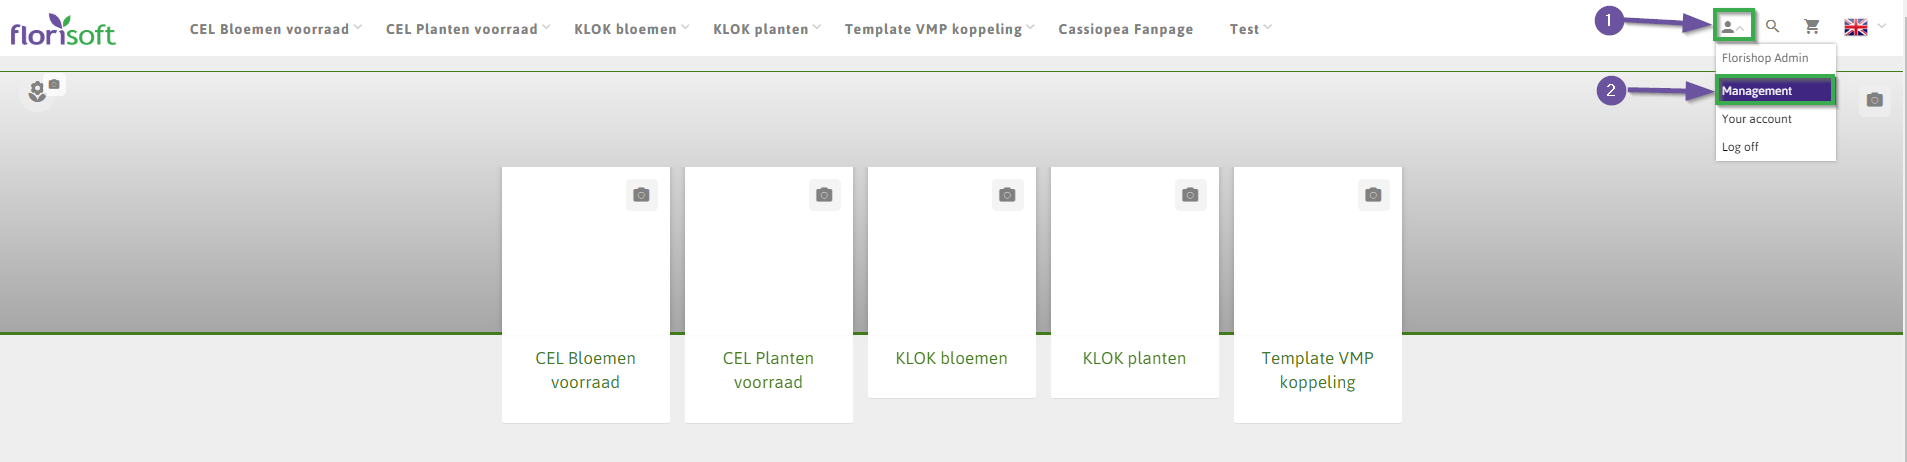 florisoft
CEL Bloemen voorraad CEL Planten voorraad KLOK bloemen KLOK planten Template VMP koppeling Cassiopea Fanpage Test
1
Florishop Admin
2
Management
Your account
Log off
CEL Bloemen
voorraad
CEL Planten
voorraad
KLOK bloemen
KLOK planten
Template VMP
koppeling